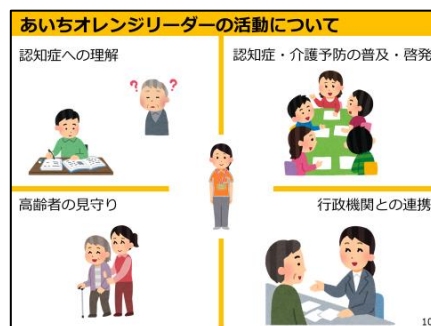 あいちオレンジリーダーの活動について
認知症への理解
認知症・介護予防の普及・啓発
? ?
高齢者の見守り
行政機関との連携
10